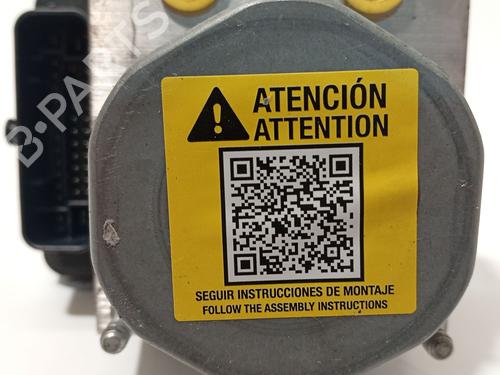 B-PARTS
ATENCIÓN
ATTENTION
SEGUIR INSTRUCCIONES DE MONTAJE
FOLLOW THE ASSEMBLY INSTRUCTIONS